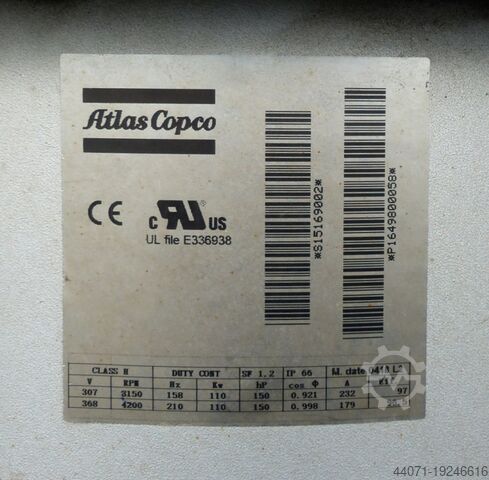 Atlas Copco
CE c RU US
UL file E336938
*S15169002*
*P1649800058*
CLASS H DUTY CONT SF 1.2 IP 66 M. date
V RPM Hz Kw hP cos Φ A
307 3150 158 110 150 0.921 232 97
368 4200 210 110 150 0.998 179
44071-19246616